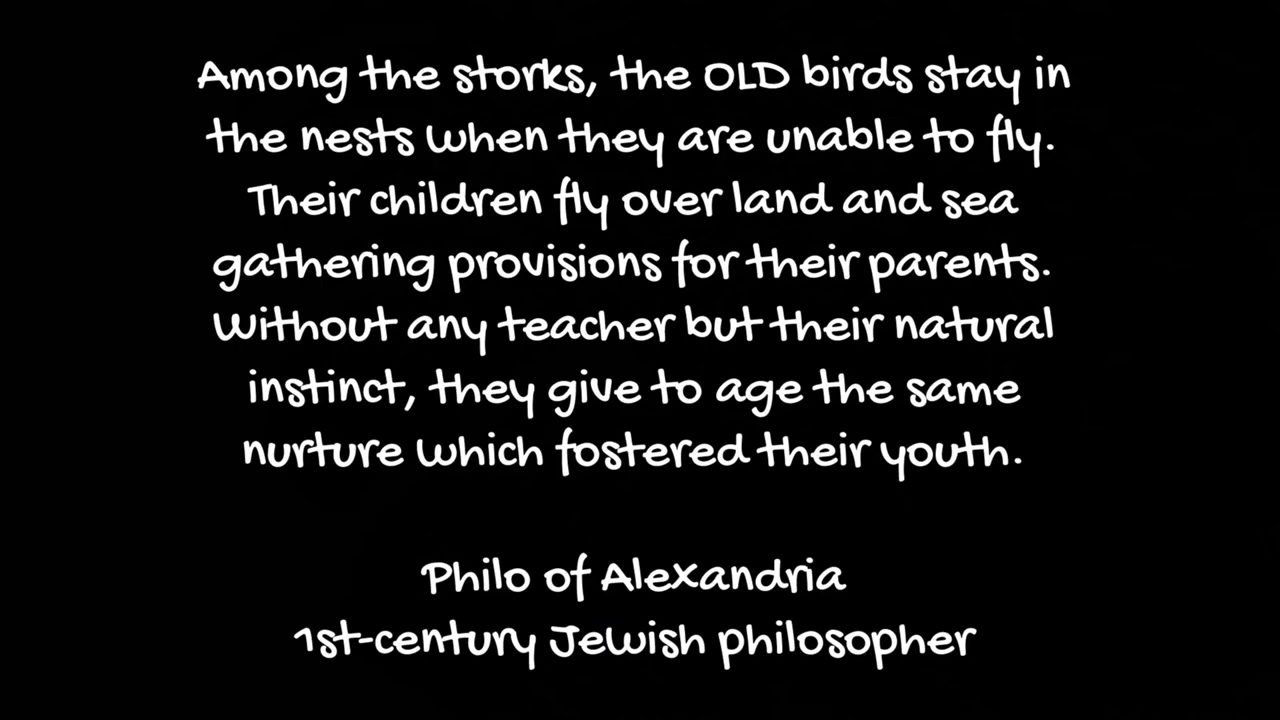 Among the storks, the OLD birds stay in
the nests when they are unable to fly.
Their children fly over land and sea
gathering provisions for their parents.
Without any teacher but their natural
instinct, they give to age the same
nurture which fostered their youth.
Philo of Alexandria
1st-century Jewish philosopher